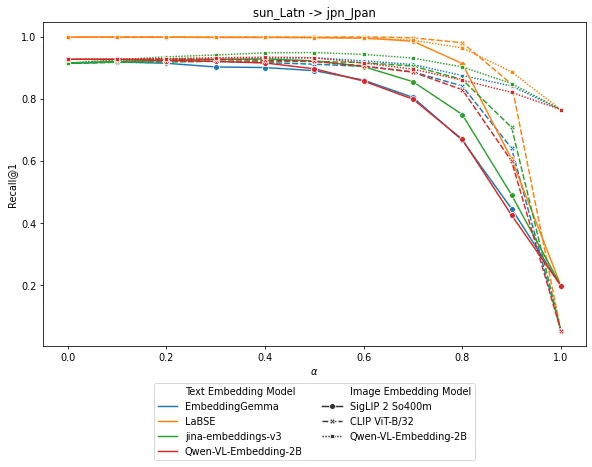 sun_Latn -> jpn_Jpan
1.0
0.8
0.6
0.4
0.2
Recall@1
0.0 0.2 0.4 0.6 0.8 1.0
α
Text Embedding Model Image Embedding Model
EmbeddingGemma SigLIP 2 So400m
LaBSE CLIP ViT-B/32
jina-embeddings-v3 Qwen-VL-Embedding-2B
Qwen-VL-Embedding-2B